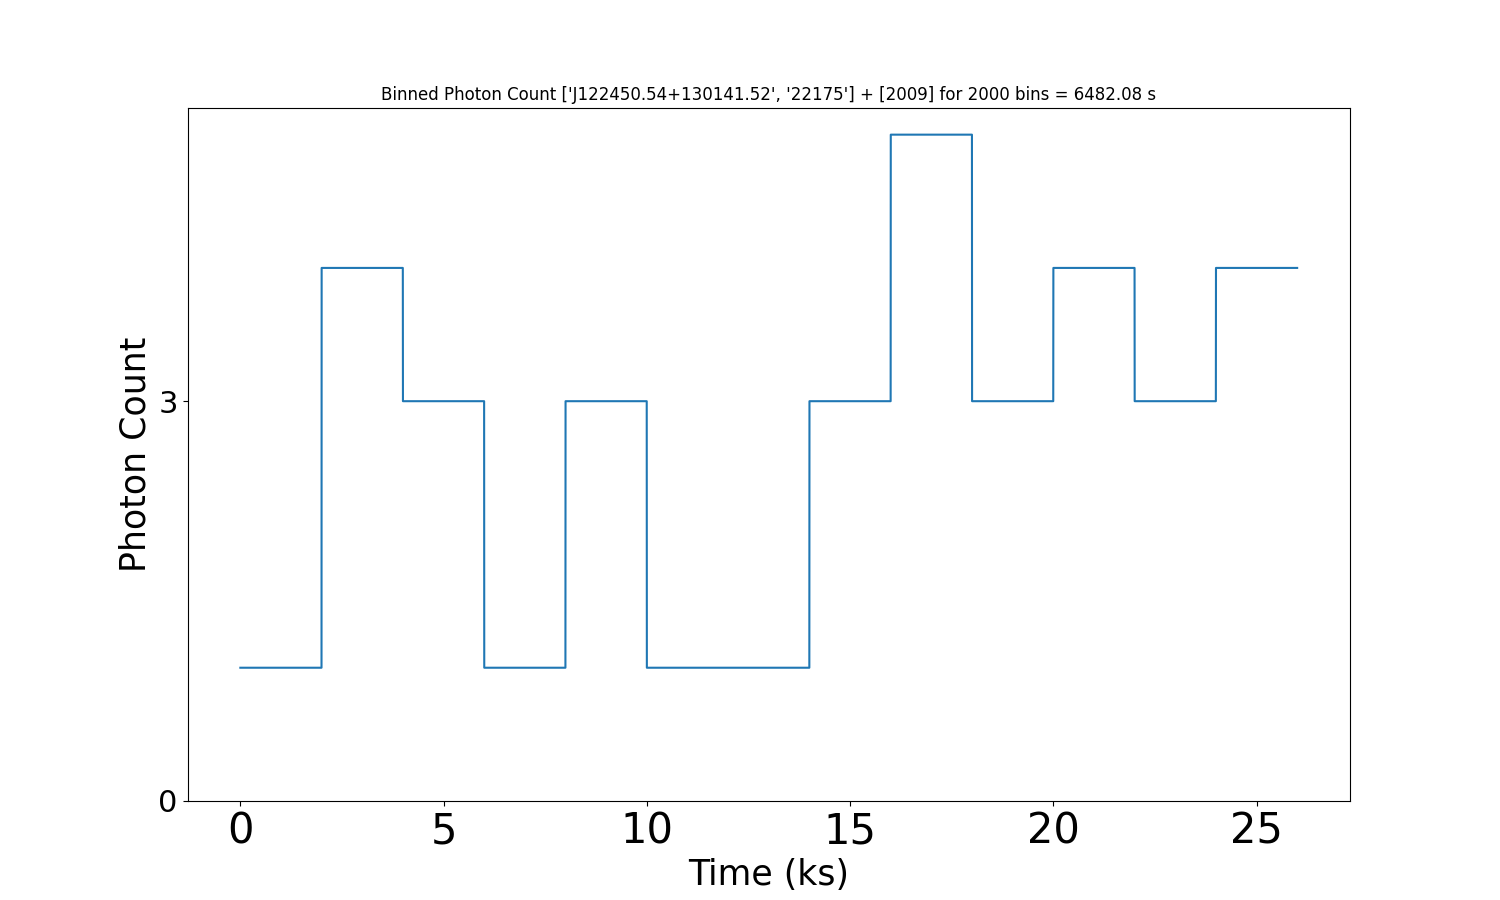 Binned Photon Count ['J122450.54+130141.52', '22175'] + [2009] for 2000 bins = 6482.08 s
Photon Count
3
0
0 5 10 15 20 25
Time (ks)